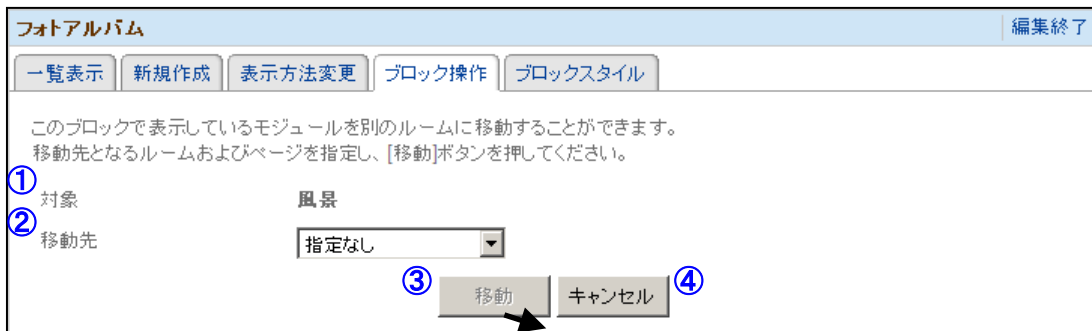 フォトアルバム 編集終了
一覧表示 新規作成 表示方法変更 ブロック操作 ブロックスタイル
このブロックで表示しているモジュールを別のルームに移動することができます。
移動先となるルームおよびページを指定し、[移動]ボタンを押してください。
①
対象 風景
②
移動先 指定なし
③ 移動 キャンセル ④